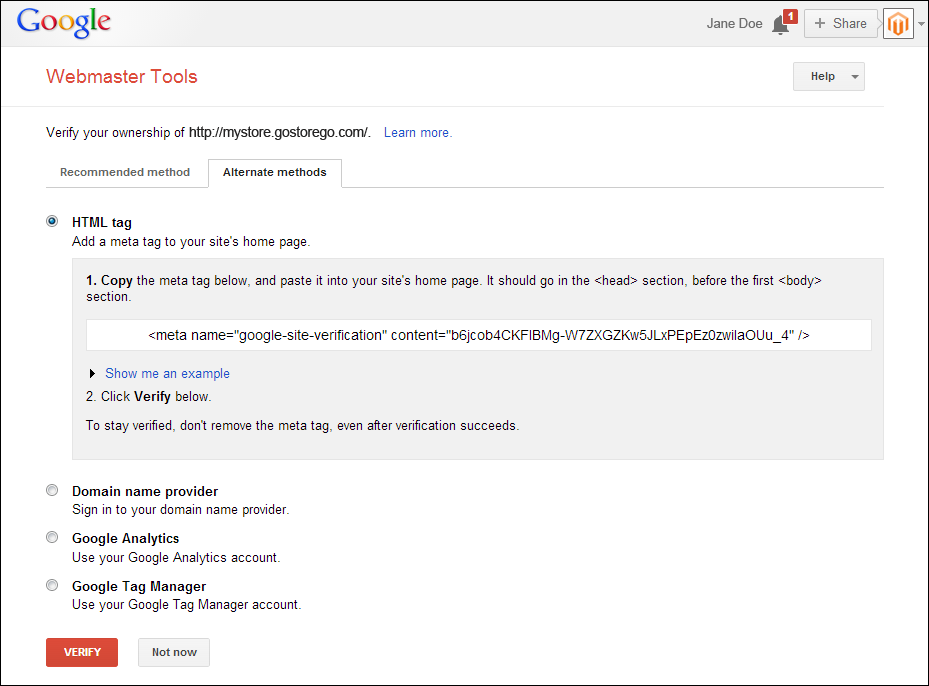 Google
Jane Doe
1
+ Share
Webmaster Tools
Help
Verify your ownership of http://mystore.gostorego.com/. Learn more.
Recommended method
Alternate methods
HTML tag
Add a meta tag to your site's home page.
1. Copy the meta tag below, and paste it into your site's home page. It should go in the <head> section, before the first <body>
section.
<meta name="google-site-verification" content="b6jcob4CKFIBMg-W7ZXGZKw5JLxPEpEz0zwilaOUu_4" />
Show me an example
2. Click Verify below.
To stay verified, don't remove the meta tag, even after verification succeeds.
Domain name provider
Sign in to your domain name provider.
Google Analytics
Use your Google Analytics account.
Google Tag Manager
Use your Google Tag Manager account.
VERIFY
Not now